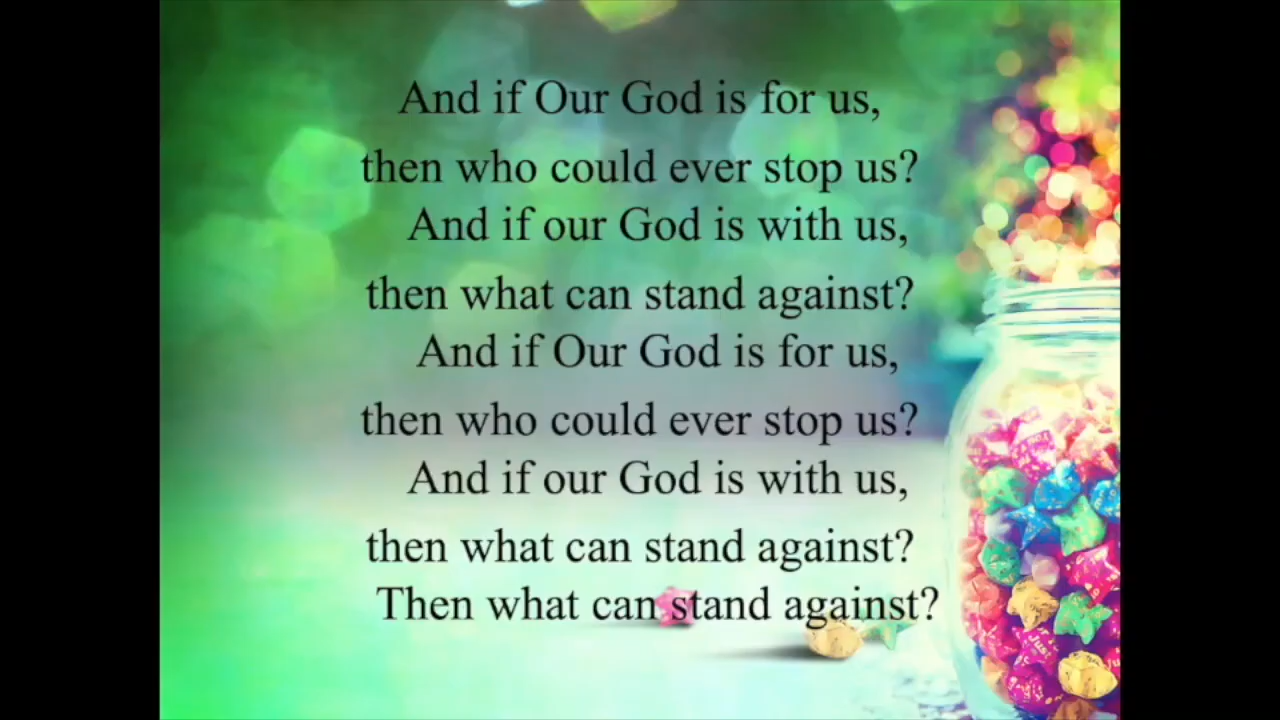 And if Our God is for us,
then who could ever stop us?
And if our God is with us,
then what can stand against?
And if Our God is for us,
then who could ever stop us?
And if our God is with us,
then what can stand against?
Then what can stand against?